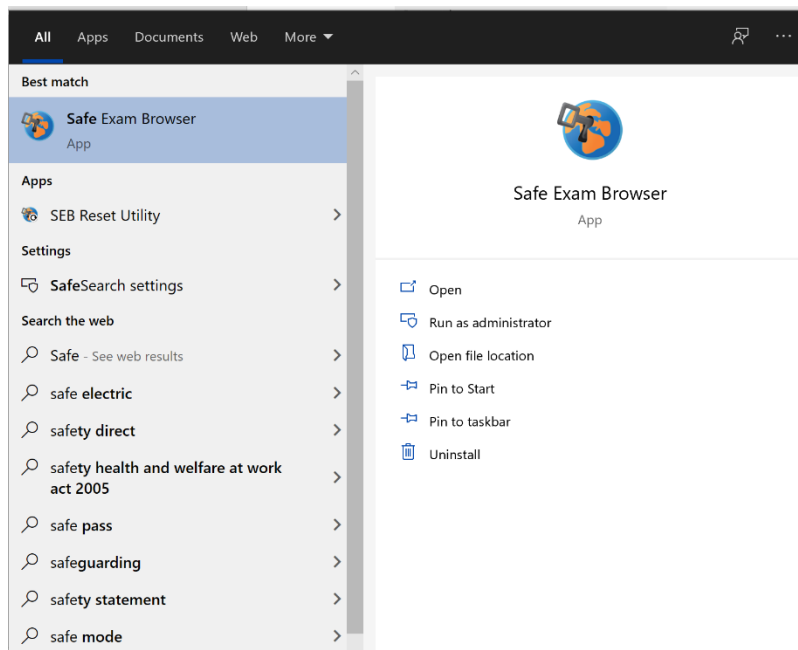 All Apps Documents Web More
Best match
Safe Exam Browser
App
Apps
SEB Reset Utility
Settings
SafeSearch settings
Search the web
Safe - See web results
safe electric
safety direct
safety health and welfare at work
act 2005
safe pass
safeguarding
safety statement
safe mode
Safe Exam Browser
App
Open
Run as administrator
Open file location
Pin to Start
Pin to taskbar
Uninstall